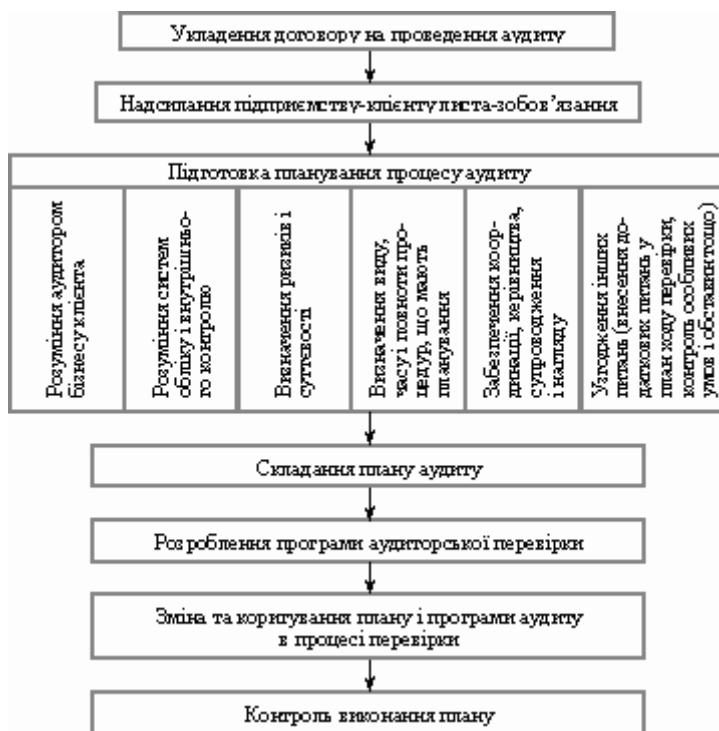 Укладення договору на проведення аудиту
Надсилання підприємству-клієнту листа-зобов’язання
Підготовка планування процесу аудиту
Розуміння аудитором
бізнесу клієнта
Розуміння систем
обліку і внутрішньо-
го контролю
Визначення ризиків і
суттєвості
Визначення виду,
часу і повноти про-
цедур, що мають
планування
Забезпечення коор-
динації, керівництва,
супроводження
і нагляду
Узгодження інших
питань (внесення до-
даткових питань у
план ходу перевірки,
контроль особливих
умов і обставин тощо)
Складання плану аудиту
Розроблення програми аудиторської перевірки
Зміна та коригування плану і програми аудиту
в процесі перевірки
Контроль виконання плану